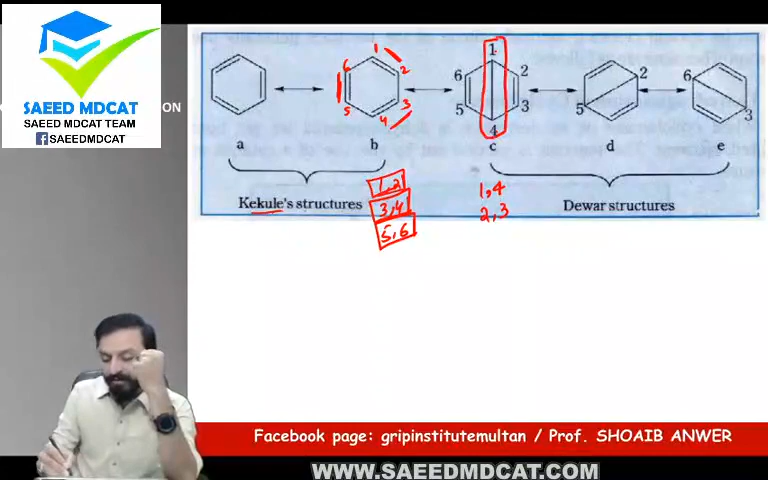 SAEED MDCAT
SAEED MDCAT TEAM
SAEEDMDCAT
ION
1
2
3
4
5
6
1
2
3
4
5
6
2
5
6
3
a
b
c
d
e
Kekule's structures
Dewar structures
1,2
3,4
5,6
1,4
2,3
Facebook page: gripinstitutemultan / Prof. SHOAIB ANWER
WWW.SAEEDMDCAT.COM